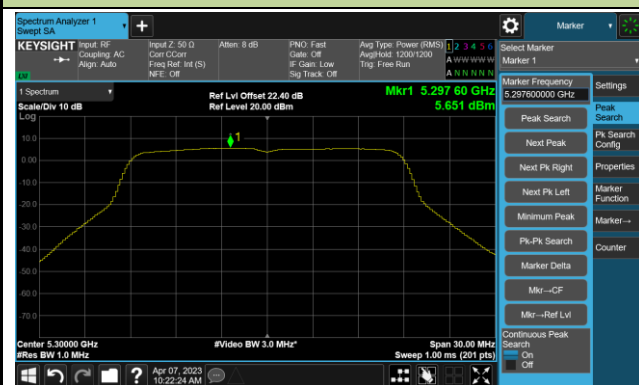 Spectrum Analyzer 1
Swept SA
+
Marker
KEYSIGHT
Input: RF
Coupling: AC
Align: Auto
Input Z: 50 Ω
Corr CCorr
Freq Ref: Int (S)
NFE: Off
Atten: 8 dB
PNO: Fast
Gate: Off
IF Gain: Low
Sig Track: Off
Avg Type: Power (RMS)
Avg|Hold: 1200/1200
Trig: Free Run
1 2 3 4 5 6
A W W W W W
A N N N N N
LXI
Select Marker
Marker 1
1 Spectrum
Scale/Div 10 dB
Log
Ref Lvl Offset 22.40 dB
Ref Level 20.00 dBm
Mkr1 5.297 60 GHz
5.651 dBm
1
10.0
0.00
-10.0
-20.0
-30.0
-40.0
-50.0
-60.0
-70.0
Center 5.30000 GHz
#Res BW 1.0 MHz
#Video BW 3.0 MHz*
Span 30.00 MHz
Sweep 1.00 ms (201 pts)
Marker Frequency
5.297600000 GHz
Peak Search
Next Peak
Next Pk Right
Next Pk Left
Minimum Peak
Pk-Pk Search
Marker Delta
Mkr→CF
Mkr→Ref Lvl
Continuous Peak
Search
On
Off
Settings
Peak
Search
Pk Search
Config
Properties
Marker
Function
Marker→
Counter
?
Apr 07, 2023
10:22:24 AM